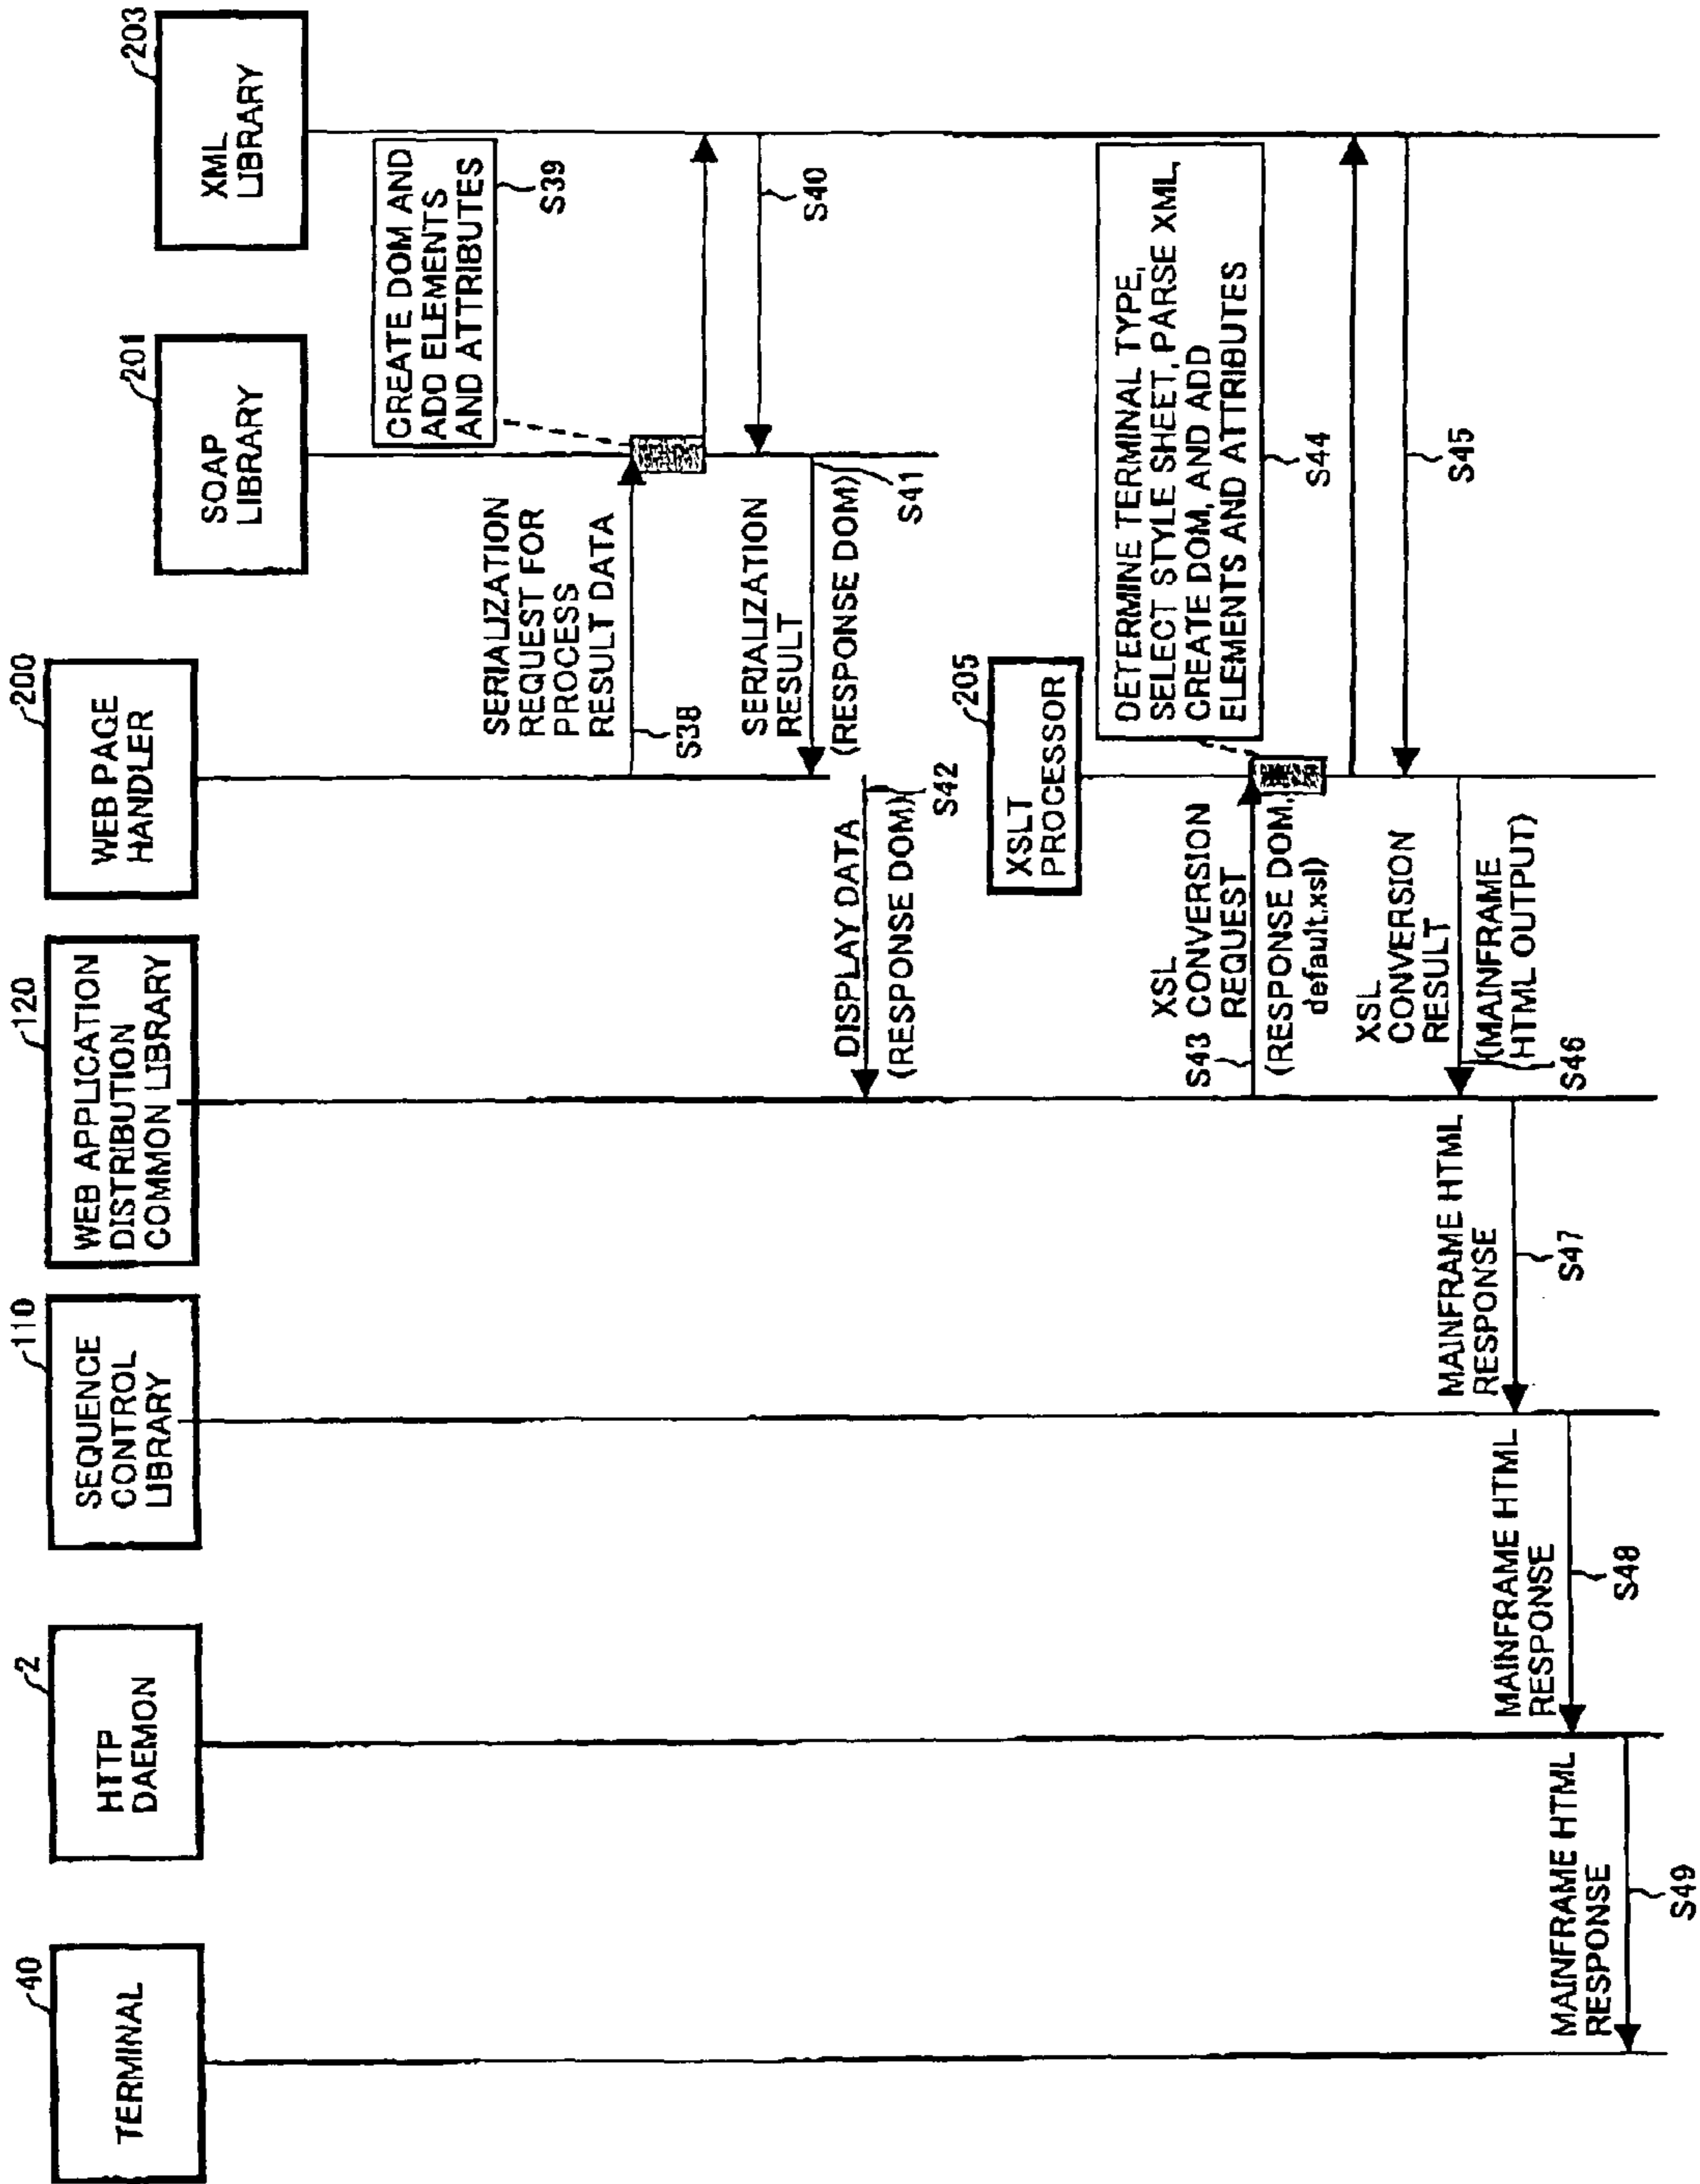 40
TERMINAL
2
HTTP
DAEMON
110
SEQUENCE
CONTROL
LIBRARY
120
WEB APPLICATION
DISTRIBUTION
COMMON LIBRARY
200
WEB PAGE
HANDLER
201
SOAP
LIBRARY
203
XML
LIBRARY
CREATE DOM AND
ADD ELEMENTS
AND ATTRIBUTES
S39
SERIALIZATION
REQUEST FOR
PROCESS
RESULT DATA
S38
S40
SERIALIZATION
RESULT
(RESPONSE DOM)
S41
DISPLAY DATA
(RESPONSE DOM)
S42
205
XSLT
PROCESSOR
DETERMINE TERMINAL TYPE,
SELECT STYLE SHEET, PARSE XML,
CREATE DOM, AND ADD
ELEMENTS AND ATTRIBUTES
S44
XSL
S43 CONVERSION
REQUEST
(RESPONSE DOM,
default.xsl)
S45
XSL
CONVERSION
RESULT
(MAINFRAME
HTML OUTPUT)
S46
MAINFRAME HTML
RESPONSE
S47
MAINFRAME HTML
RESPONSE
S48
MAINFRAME HTML
RESPONSE
S49